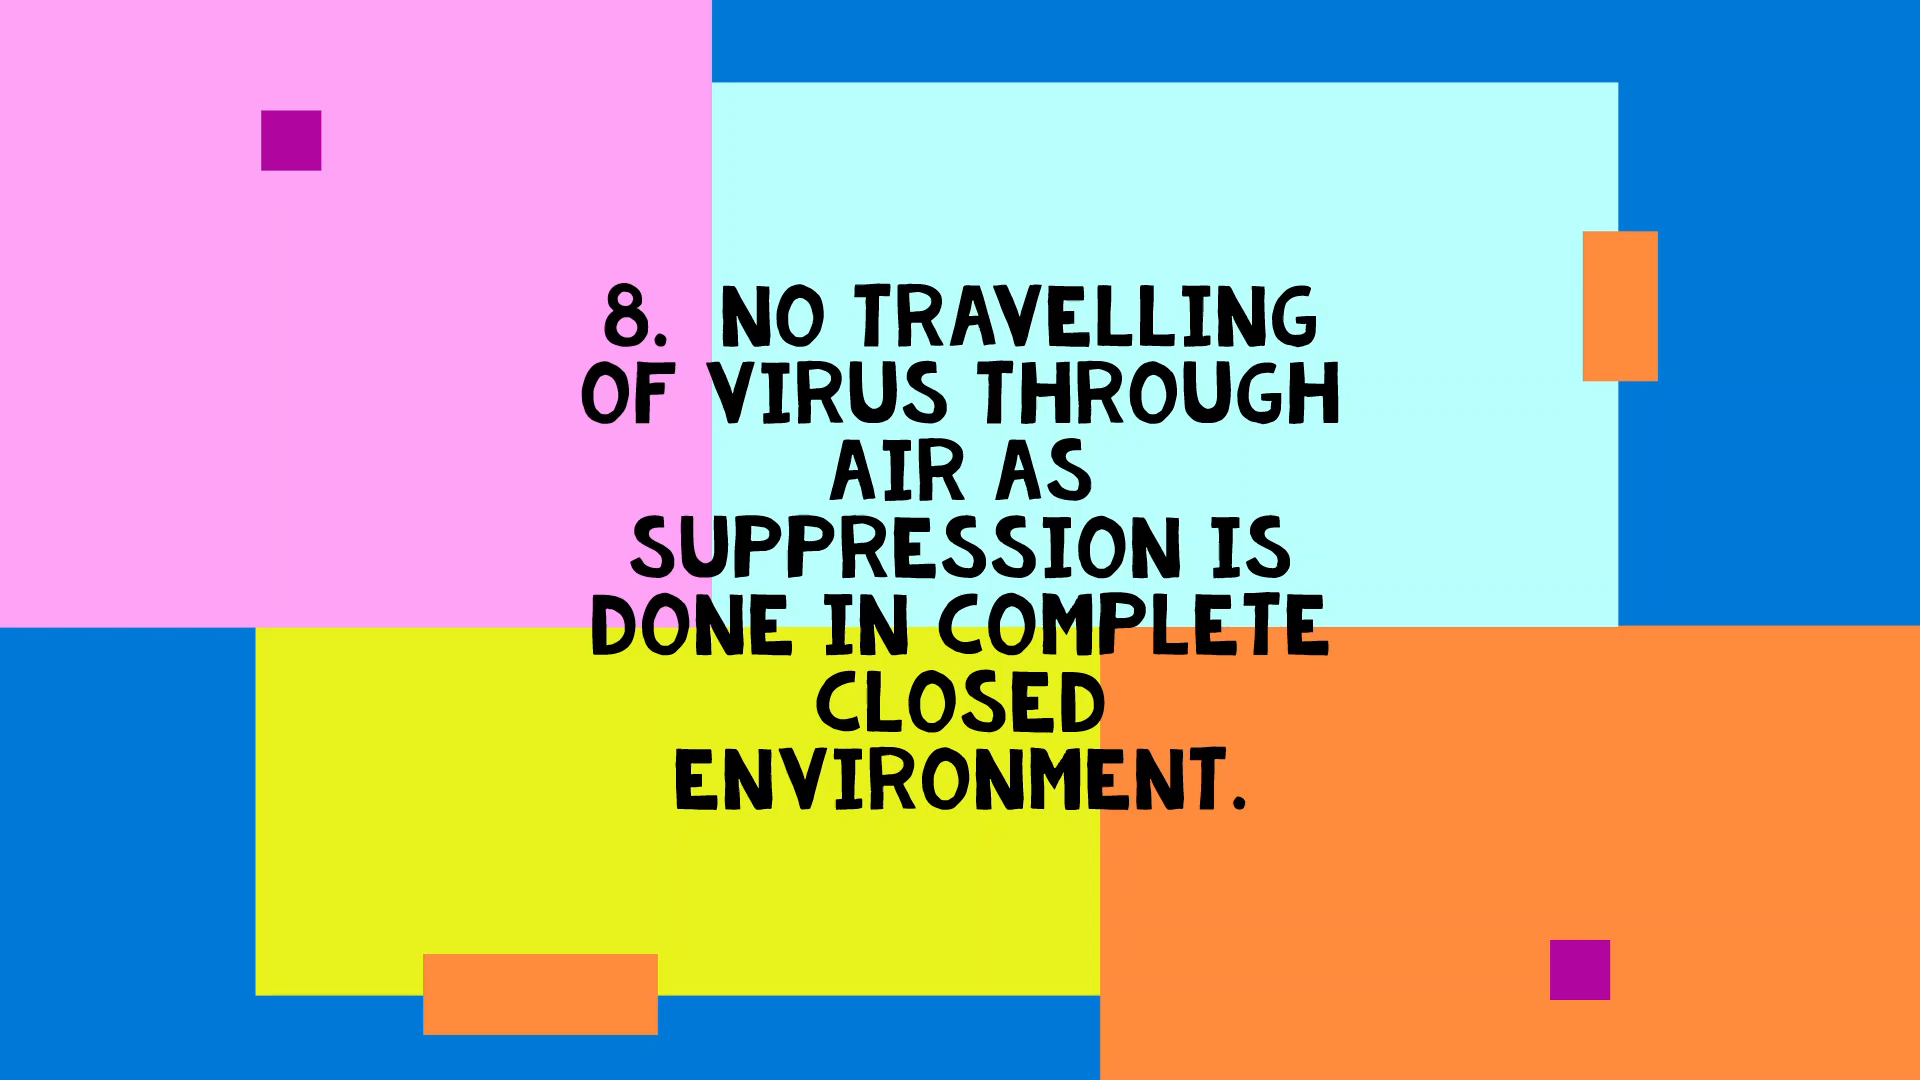 8. NO TRAVELLING
OF VIRUS THROUGH
AIR AS
SUPPRESSION IS
DONE IN COMPLETE
CLOSED
ENVIRONMENT.